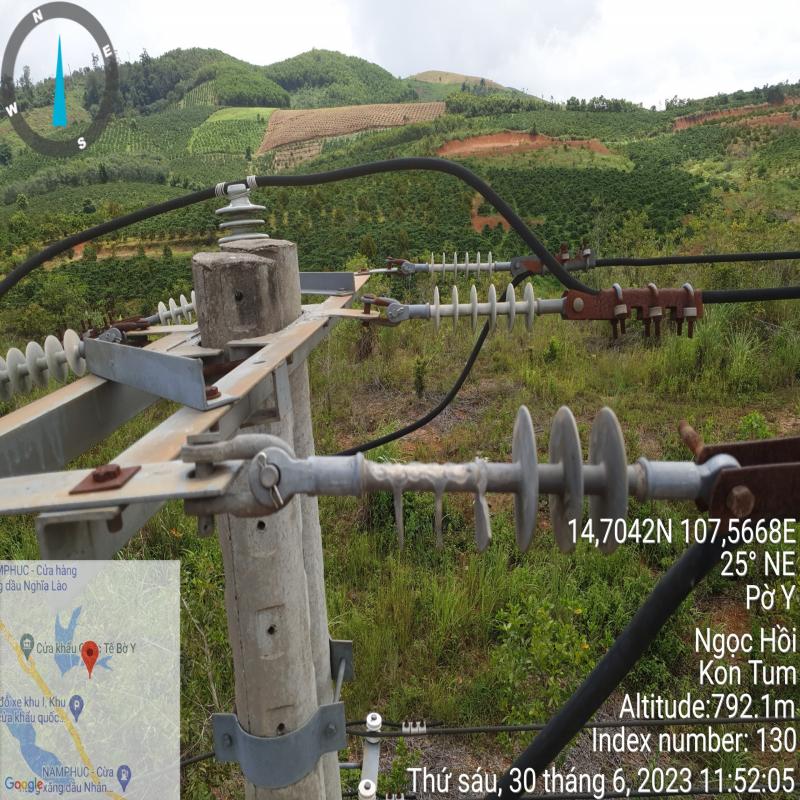 N
E
W
S
14,7042N 107,5668E
25° NE
Pờ Y
Ngọc Hồi
Kon Tum
Altitude:792.1m
Index number: 130
Thứ sáu, 30 tháng 6, 2023 11:52:05
MPHUC - Cửa hàng
g dầu Nghĩa Lào
Cửa khẩu Tế Bờ Y
đỗ xe khu I, Khu
cửa khẩu quốc...
NAMPHUC - Cửa
xăng dầu Nhân...
Google